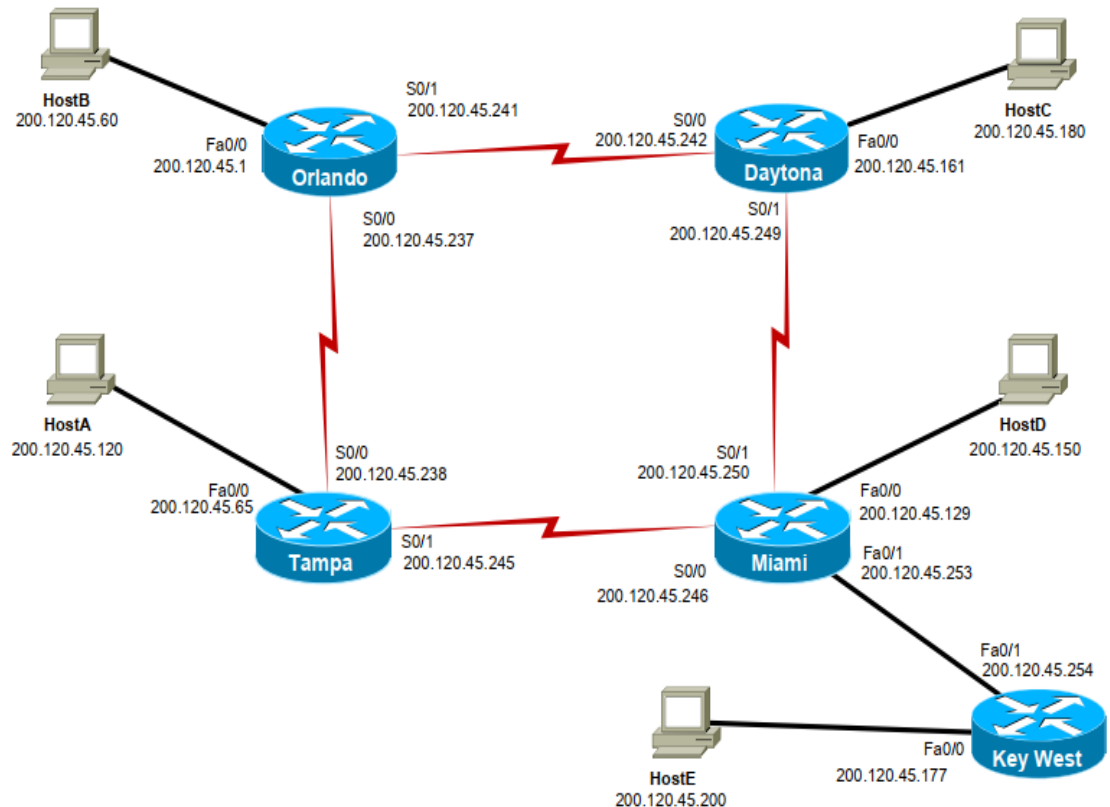 HostB
200.120.45.60
S0/1
200.120.45.241
Fa0/0
200.120.45.1
Orlando
S0/0
200.120.45.237
S0/0
200.120.45.242
Daytona
HostC
200.120.45.180
Fa0/0
200.120.45.161
S0/1
200.120.45.249
HostA
200.120.45.120
S0/0
200.120.45.238
Fa0/0
200.120.45.65
Tampa
S0/1
200.120.45.245
S0/1
200.120.45.250
HostD
200.120.45.150
Fa0/0
200.120.45.129
Miami
Fa0/1
200.120.45.253
S0/0
200.120.45.246
Fa0/1
200.120.45.254
HostE
200.120.45.200
Fa0/0
200.120.45.177
Key West